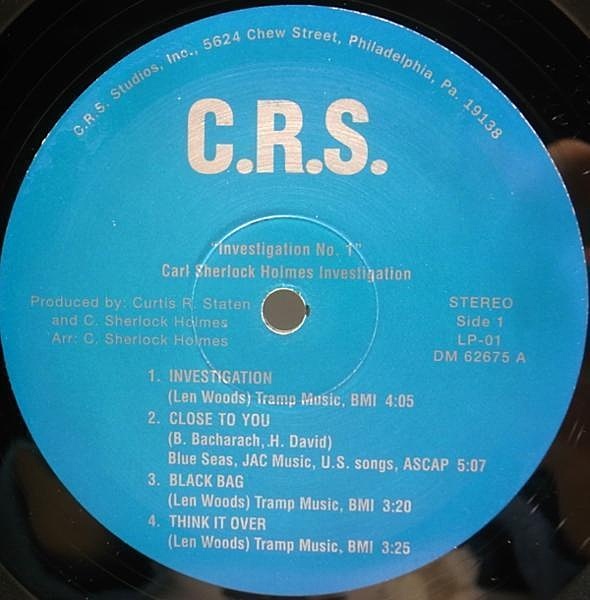 C.R.S. Studios, Inc., 5624 Chew Street, Philadelphia, Pa. 19138
C.R.S.
"Investigation No. 1"
Carl Sherlock Holmes Investigation
Produced by: Curtis R. Staten
and C. Sherlock Holmes
Arr: C. Sherlock Holmes
STEREO
Side 1
LP-01
DM 62675 A
1. INVESTIGATION
(Len Woods) Tramp Music, BMI 4:05
2. CLOSE TO YOU
(B. Bacharach,.H. David)
Blue Seas, JAC Music, U.S. songs, ASCAP 5:07
3. BLACK BAG
(Len Woods) Tramp Music, BMI 3:20
4. THINK IT OVER
(Len Woods) Tramp Music, BMI 3:25